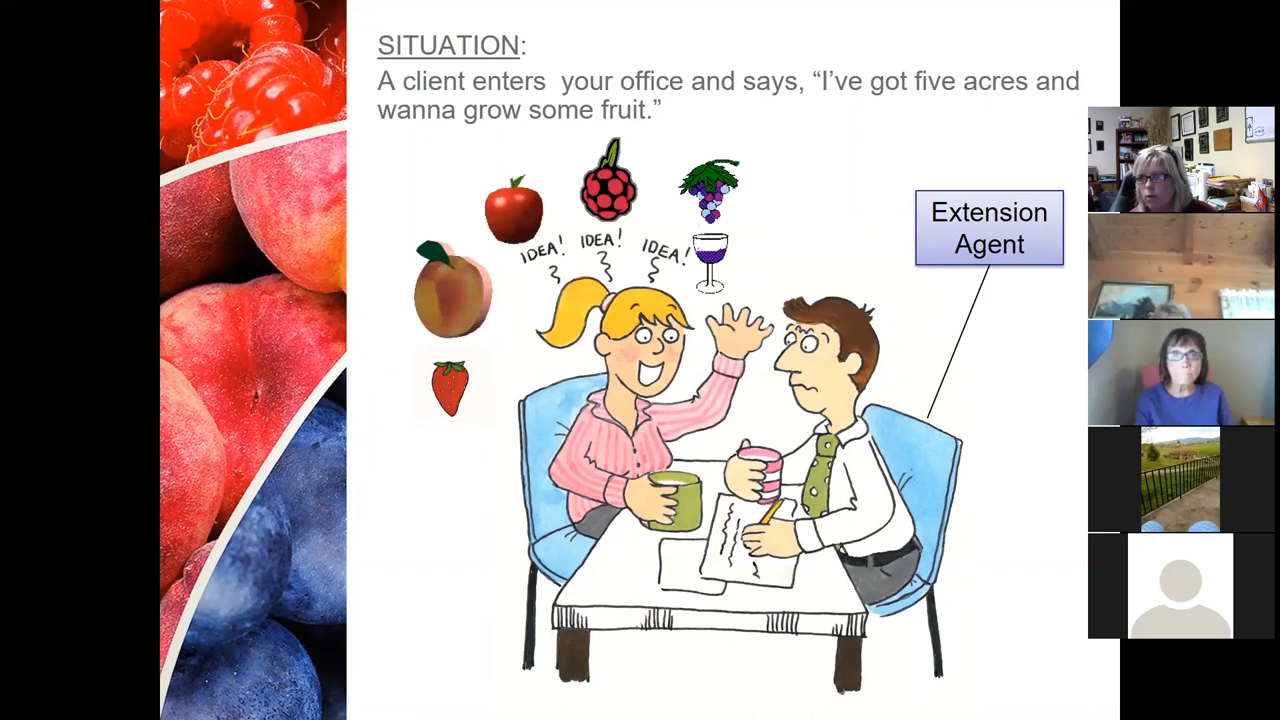 SITUATION:
A client enters  your office and says, “I’ve got five acres and
wanna grow some fruit.”
IDEA!
IDEA!
IDEA!
Extension
Agent